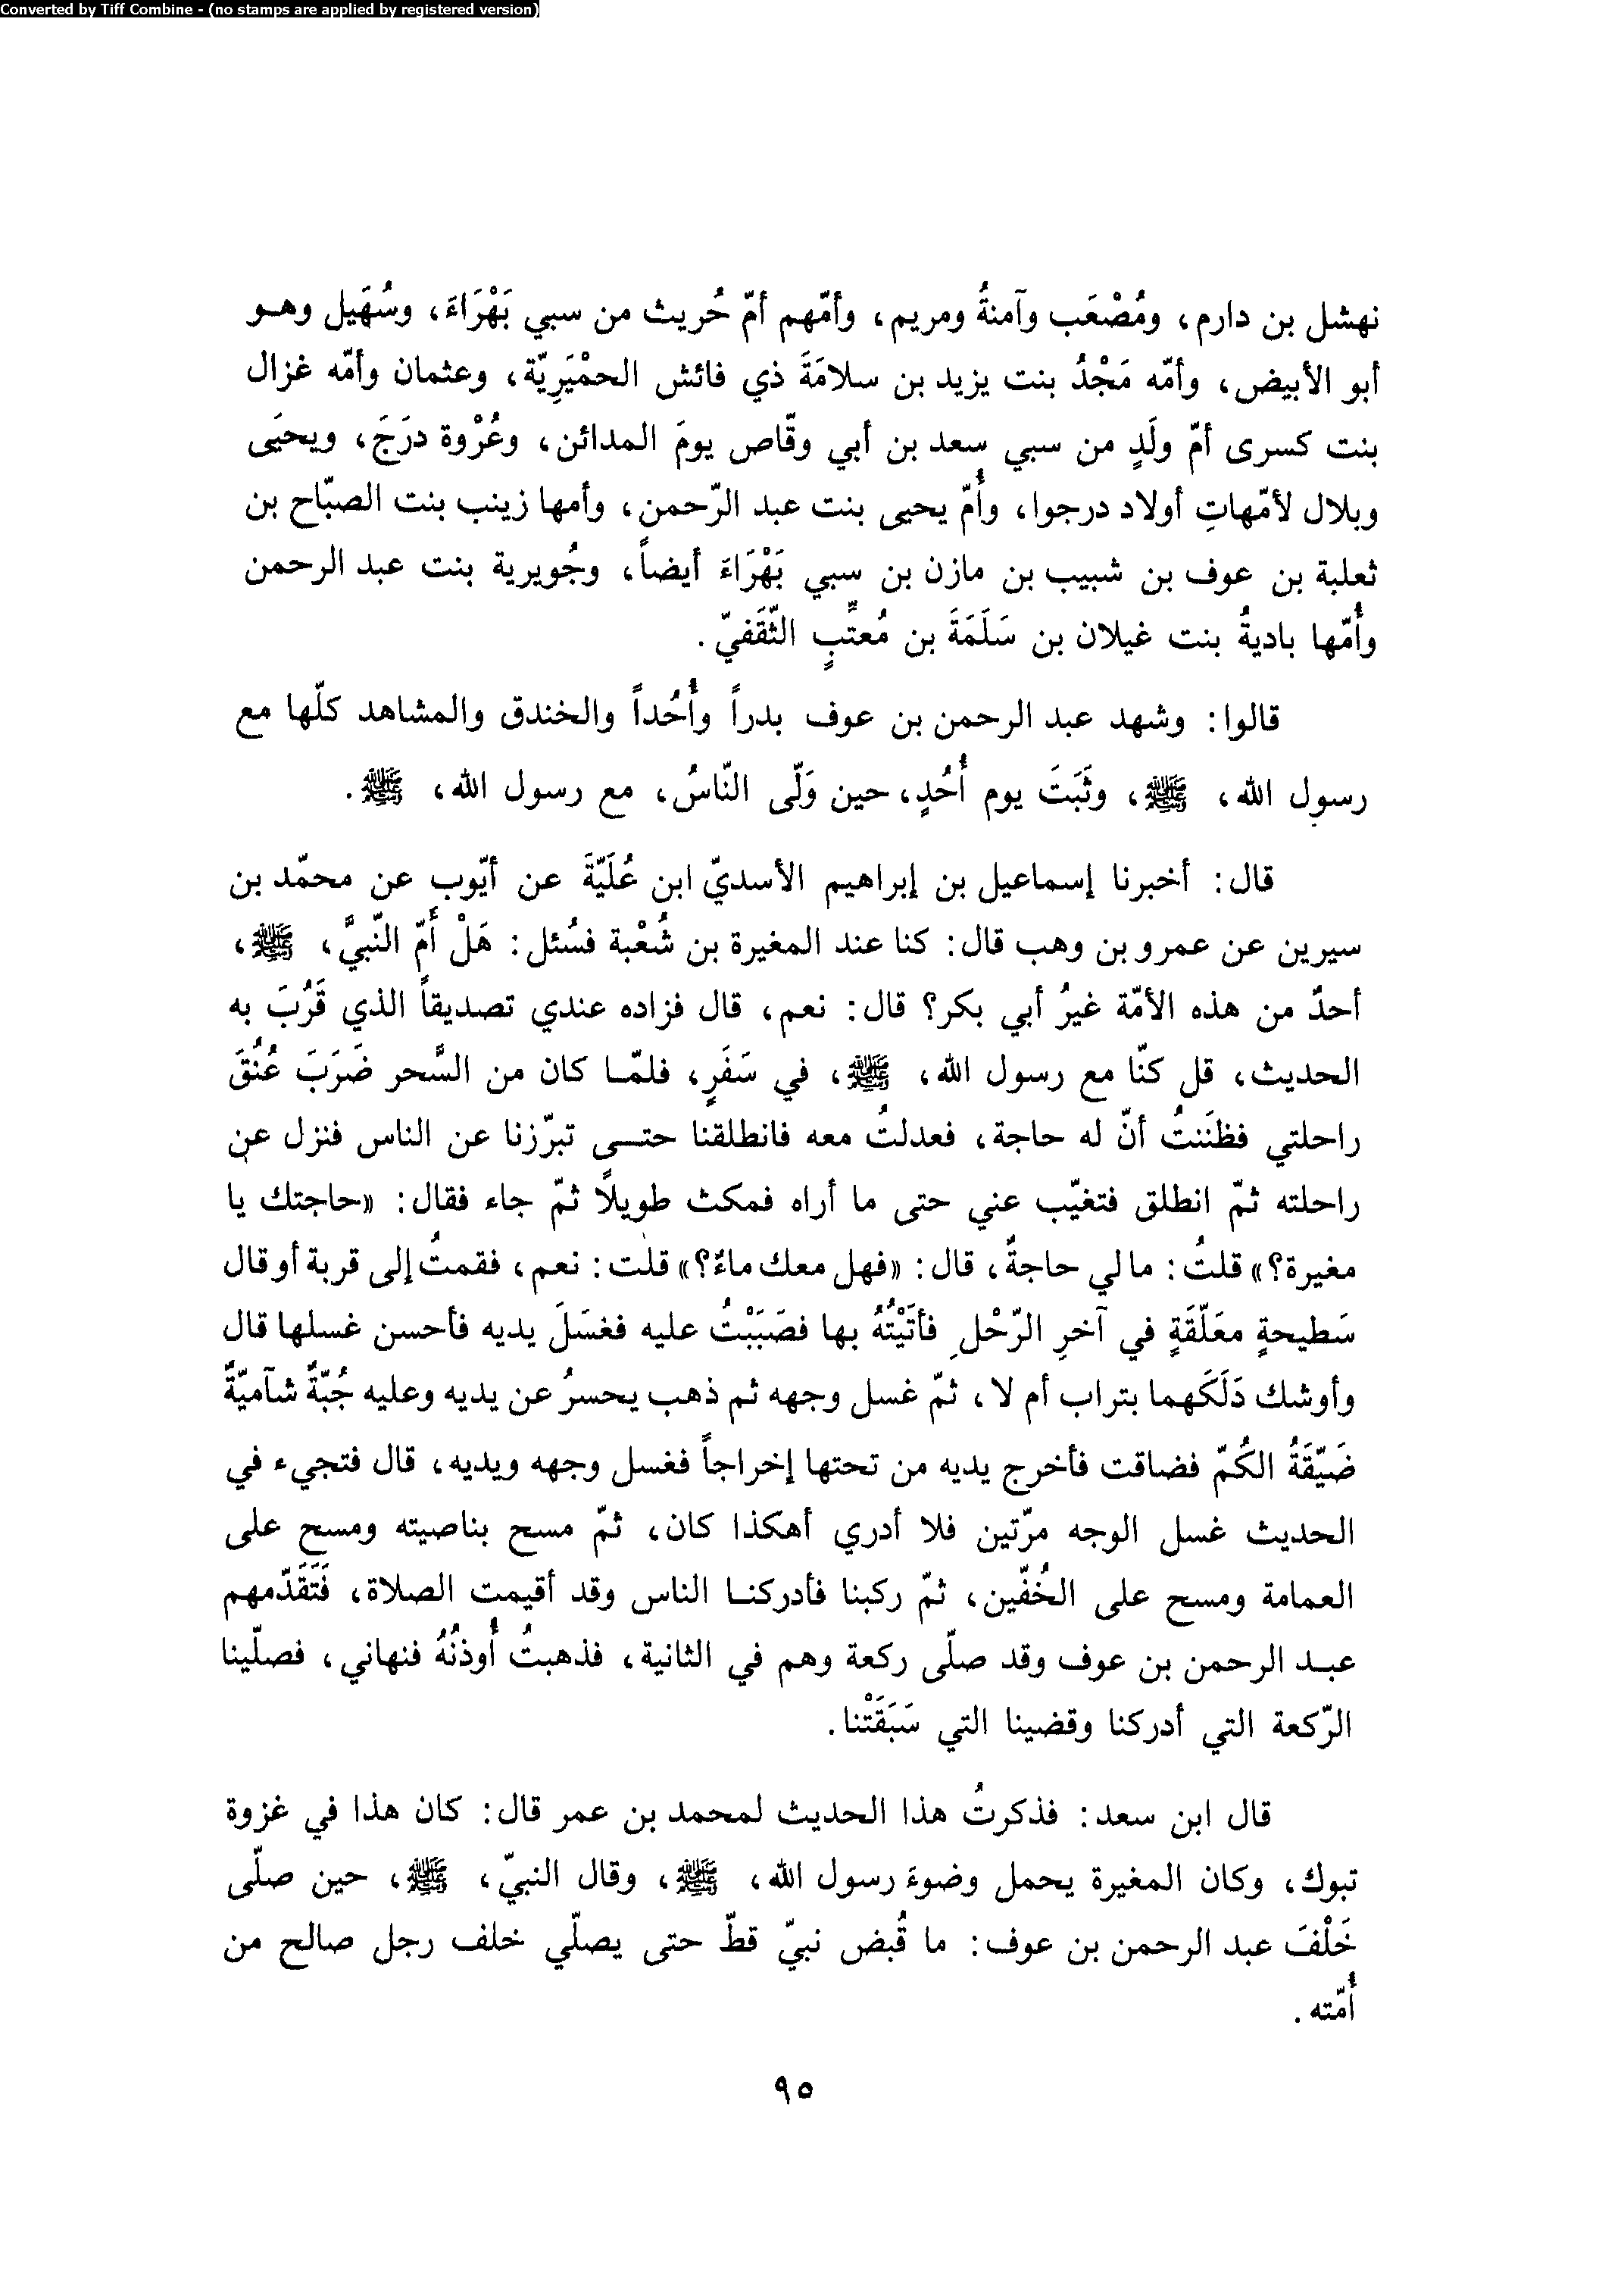 Converted by Tiff Combine - (no stamps are applied by registered version)
نهشل بن دارم، ومُصْعَب وآمنةُ ومريم، وأمّهم أمّ حُريث من سبي بَهْرَاءَ، وسُهَيل وهو
أبو الأبيض، وأمّه مَجْدُ بنت يزيد بن سلامَةَ ذي فائش الحمْيَرِيّة، وعثمان وأمّه غزال
بنت كسرى أمّ ولَدٍ من سبي سعد بن أبي وقّاص يومَ المدائن، وعُرْوة درَجَ، ويحيَى
وبلال لأمّهاتِ أولاد درجوا، وأُمّ يحيى بنت عبد الرّحمن، وأمها زينب بنت الصبّاح بن
ثعلبة بن عوف بن شبيب بن مازن بن سبي بَهْرَاءَ أيضاً، وجُويرية بنت عبد الرحمن
وأُمّها باديةُ بنت غيلان بن سَلَمَةَ بن مُعتِّبٍ الثّقَفيّ.
قالوا: وشهد عبد الرحمن بن عوف بدراً وأُحُداً والخندق والمشاهد كلّها مع
رسول الله، ﷺ، وثَبَتَ يوم أُحُدٍ، حين وَلّى النّاسُ، مع رسول الله، ﷺ.
قال: أخبرنا إسماعيل بن إبراهيم الأسديّ ابن عُلَيّةَ عن أيّوب عن محمّد بن
سيرين عن عمرو بن وهب قال: كنا عند المغيرة بن شُعْبة فسُئل: هَلْ أَمّ النّبيَّ، ﷺ،
أحدٌ من هذه الأمّة غيرُ أبي بكر؟ قال: نعم، قال فزاده عندي تصديقاً الذي قَرُبَ به
الحديث، قل كنّا مع رسول الله، ﷺ، في سَفَرٍ، فلمّا كان من السَّحر ضَرَبَ عُنُقَ
راحلتي فظَنَنتُ أنّ له حاجة، فعدلتُ معه فانطلقنا حتى تبرّزنا عن الناس فنزل عن
راحلته ثمّ انطلق فتغيّب عني حتى ما أراه فمكث طويلاً ثمّ جاء فقال: «حاجتك يا
مغيرة؟» قلتُ: ما لي حاجةٌ، قال: «فهل معك ماءٌ؟» قلت: نعم، فقمتُ إلى قربة أو قال
سَطيحةٍ معَلّقَةٍ في آخرِ الرّحْلِ فأتَيْتُهُ بها فصَبَبْتُ عليه فغسَلَ يديه فأحسن غسلها قال
وأوشك دَلَكَهما بتراب أم لا، ثمّ غسل وجهه ثم ذهب يحسرُ عن يديه وعليه جُبّةٌ شآميّةٌ
ضَيّقَةُ الكُمّ فضاقت فأخرج يديه من تحتها إخراجاً فغسل وجهه ويديه، قال فتجيء في
الحديث غسل الوجه مرّتين فلا أدري أهكذا كان، ثمّ مسح بناصيته ومسح على
العمامة ومسح على الخُفّين، ثمّ ركبنا فأدركنا الناس وقد أقيمت الصلاة، فَتَقَدّمهم
عبد الرحمن بن عوف وقد صلّى ركعة وهم في الثانية، فذهبتُ أُوذنُهُ فنهاني، فصلّينا
الرّكعة التي أدركنا وقضينا التي سَبَقَتْنا.
قال ابن سعد: فذكرتُ هذا الحديث لمحمد بن عمر قال: كان هذا في غزوة
تبوك، وكان المغيرة يحمل وضوءَ رسول الله، ﷺ، وقال النبيّ، ﷺ، حين صلّى
خَلْفَ عبد الرحمن بن عوف: ما قُبض نبيّ قطّ حتى يصلّي خلف رجل صالح من
أُمّته.
٩٥